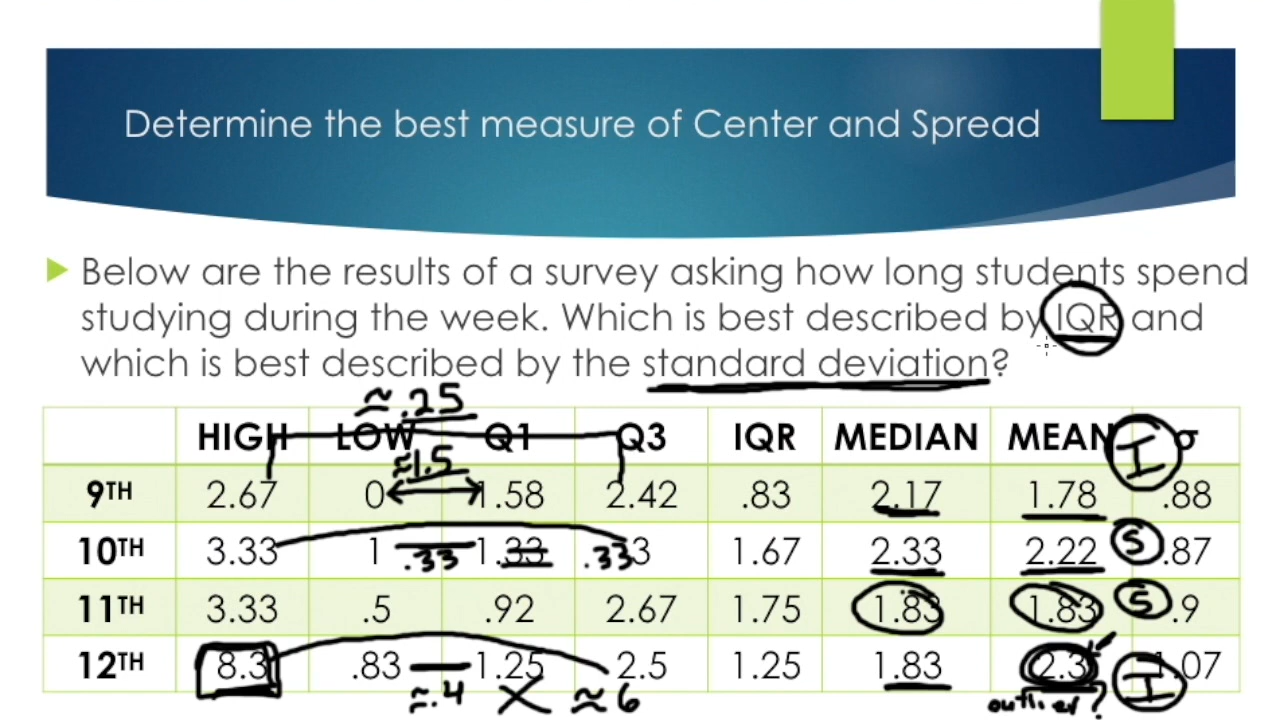 Determine the best measure of Center and Spread
Below are the results of a survey asking how long students spend
studying during the week. Which is best described by IQR and
which is best described by the standard deviation?
≈ .25
HIGH LOW Q1 Q3 IQR MEDIAN MEAN I σ
≈1.5
9TH 2.67 0 1.58 2.42 .83 2.17 1.78 .88
10TH 3.33 1 1.33 3 1.67 2.33 2.22 S .87
.33 .33
11TH 3.33 .5 .92 2.67 1.75 1.83 1.83 S .9
12TH 8.3 .83 1.25 2.5 1.25 1.83 2.3 I .07
≈.4 X ≈6 outlier?